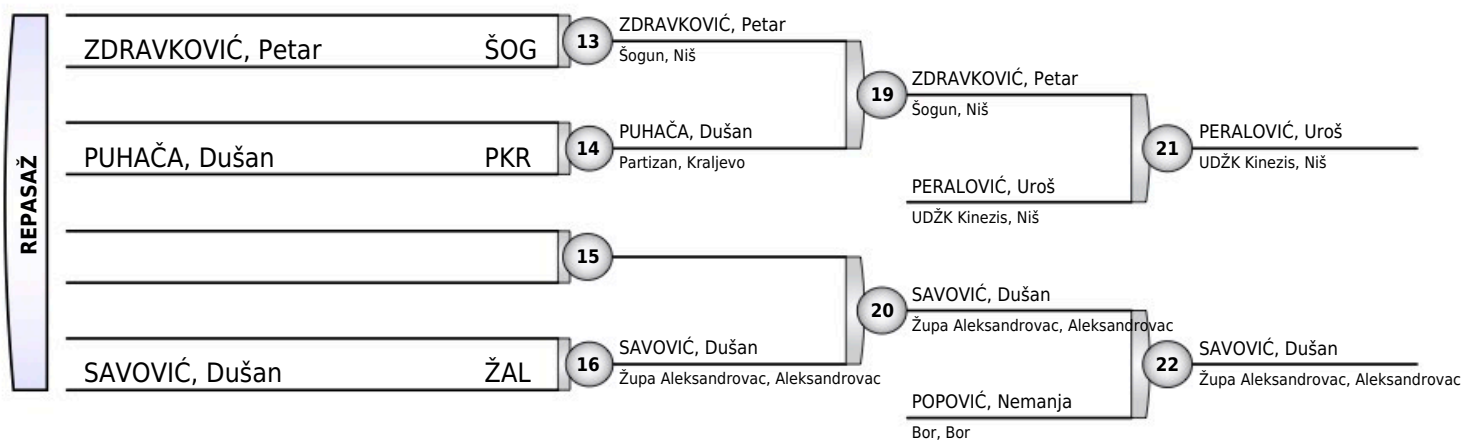 REPASAŽ
ZDRAVKOVIĆ, Petar ŠOG
13
ZDRAVKOVIĆ, Petar
Šogun, Niš
19
ZDRAVKOVIĆ, Petar
Šogun, Niš
PUHAČA, Dušan PKR
14
PUHAČA, Dušan
Partizan, Kraljevo
21
PERALOVIĆ, Uroš
UDŽK Kinezis, Niš
PERALOVIĆ, Uroš
UDŽK Kinezis, Niš
15
20
SAVOVIĆ, Dušan
Župa Aleksandrovac, Aleksandrovac
SAVOVIĆ, Dušan ŽAL
16
SAVOVIĆ, Dušan
Župa Aleksandrovac, Aleksandrovac
22
SAVOVIĆ, Dušan
Župa Aleksandrovac, Aleksandrovac
POPOVIĆ, Nemanja
Bor, Bor